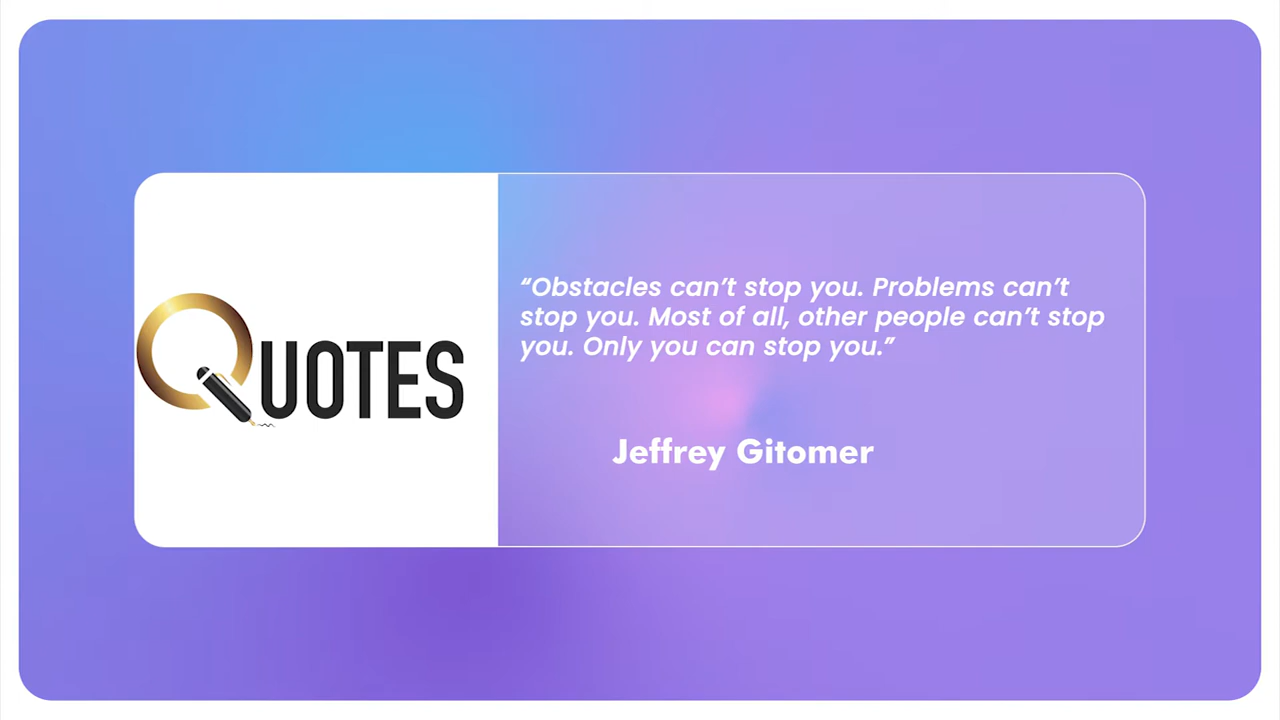 QUOTES
“Obstacles can’t stop you. Problems can’t
stop you. Most of all, other people can’t stop
you. Only you can stop you.”
Jeffrey Gitomer